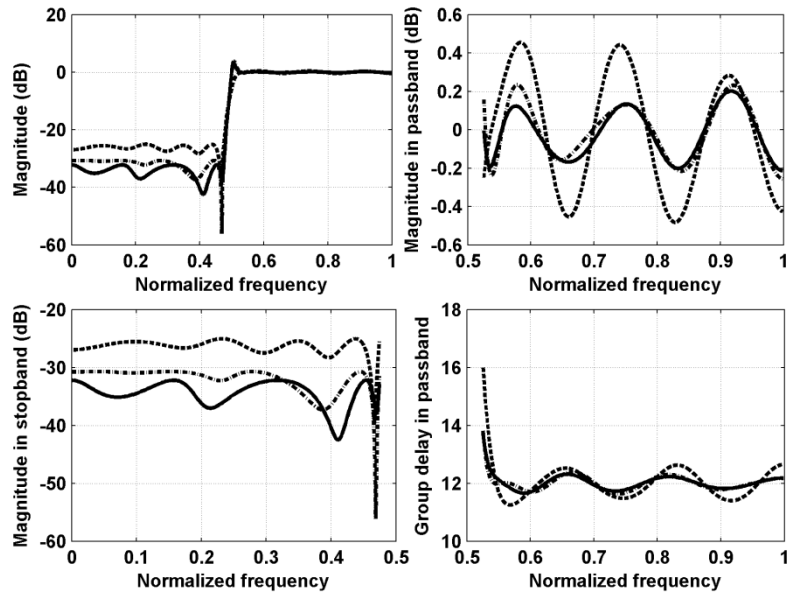 20
0
-20
-40
-60
0 0.2 0.4 0.6 0.8 1
Magnitude (dB)
Normalized frequency
0.6
0.4
0.2
0
-0.2
-0.4
-0.6
0.5 0.6 0.7 0.8 0.9 1
Magnitude in passband (dB)
Normalized frequency
-20
-30
-40
-50
-60
0 0.1 0.2 0.3 0.4 0.5
Magnitude in stopband (dB)
Normalized frequency
18
16
14
12
10
0.5 0.6 0.7 0.8 0.9 1
Group delay in passband
Normalized frequency